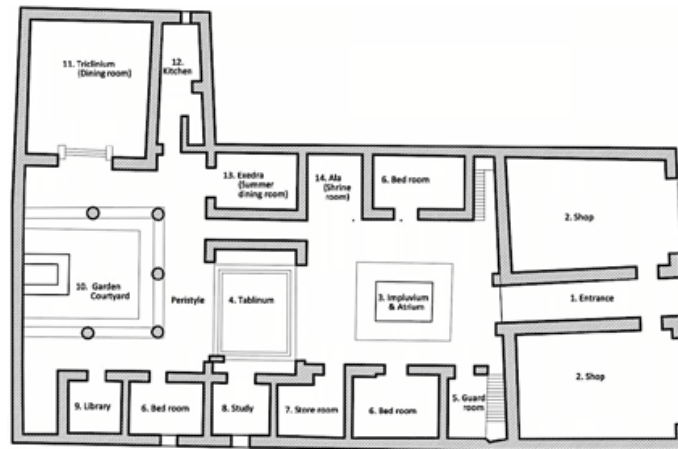 11. Triclinium
(Dining room)
12.
Kitchen
13. Exedra
(Summer
dining room)
14. Ala
(Shrine
room)
6. Bed room
2. Shop
10. Garden
Courtyard
Peristyle
4. Tablinum
3. Impluvium
& Atrium
1. Entrance
9. Library
6. Bed room
8. Study
7. Store room
6. Bed room
5. Guard
room
2. Shop